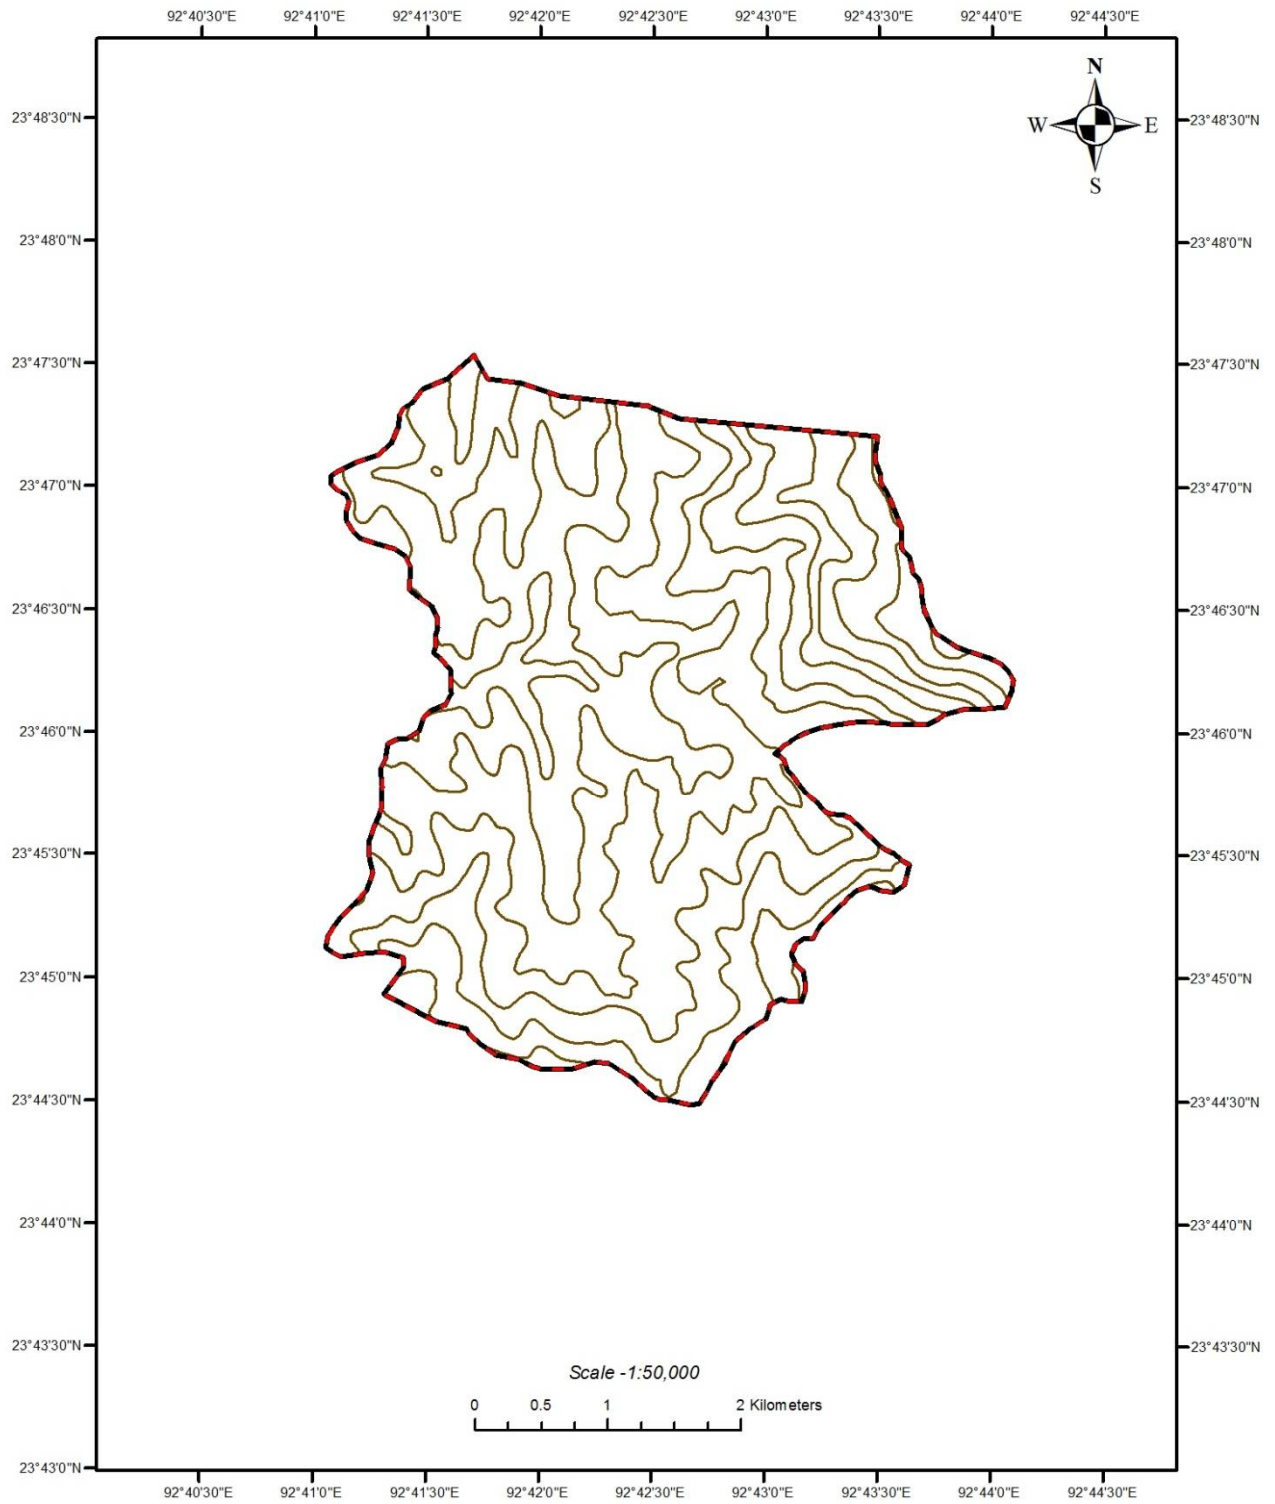 92°40'30"E 92°41'0"E 92°41'30"E 92°42'0"E 92°42'30"E 92°43'0"E 92°43'30"E 92°44'0"E 92°44'30"E
N
W E
S
23°48'30"N 23°48'30"N
23°48'0"N 23°48'0"N
23°47'30"N 23°47'30"N
23°47'0"N 23°47'0"N
23°46'30"N 23°46'30"N
23°46'0"N 23°46'0"N
23°45'30"N 23°45'30"N
23°45'0"N 23°45'0"N
23°44'30"N 23°44'30"N
23°44'0"N 23°44'0"N
23°43'30"N 23°43'30"N
Scale -1:50,000
0 0.5 1 2 Kilometers
23°43'0"N
92°40'30"E 92°41'0"E 92°41'30"E 92°42'0"E 92°42'30"E 92°43'0"E 92°43'30"E 92°44'0"E 92°44'30"E